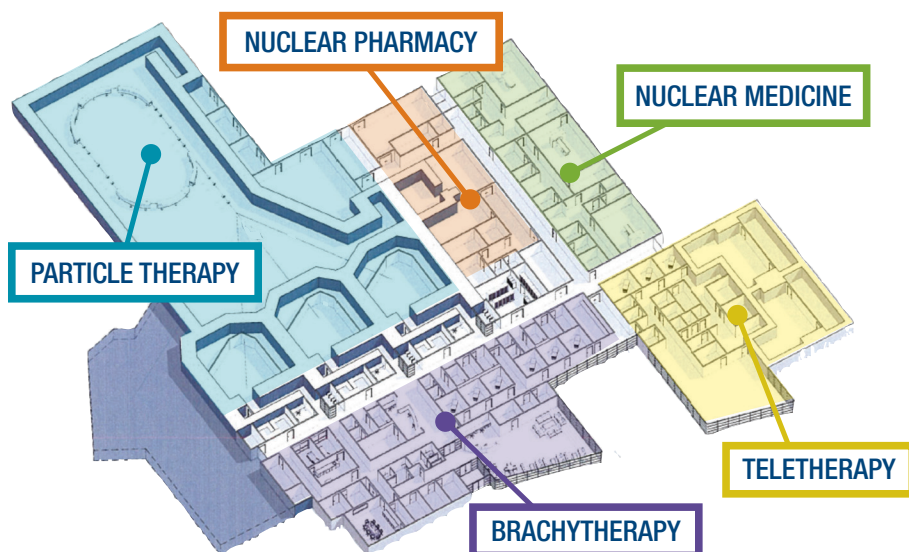 NUCLEAR PHARMACY
NUCLEAR MEDICINE
PARTICLE THERAPY
TELETHERAPY
BRACHYTHERAPY